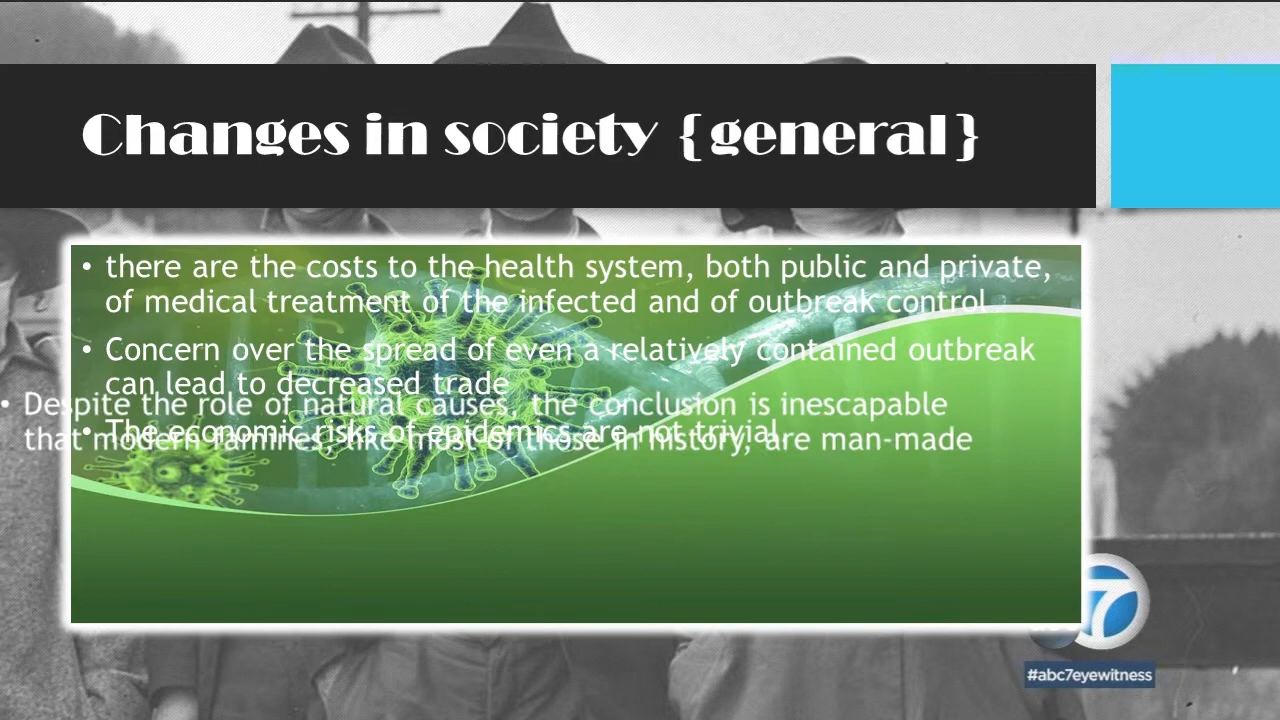 Changes in society {general}
• there are the costs to the health system, both public and private,
of medical treatment of the infected and of outbreak control
• Concern over the spread of even a relatively contained outbreak
can lead to decreased trade
• Despite the role of natural causes, the conclusion is inescapable
• The economic risks of epidemics are not trivial.
that modern families, like most of those in history, are man-made
7
#abc7eyewitness